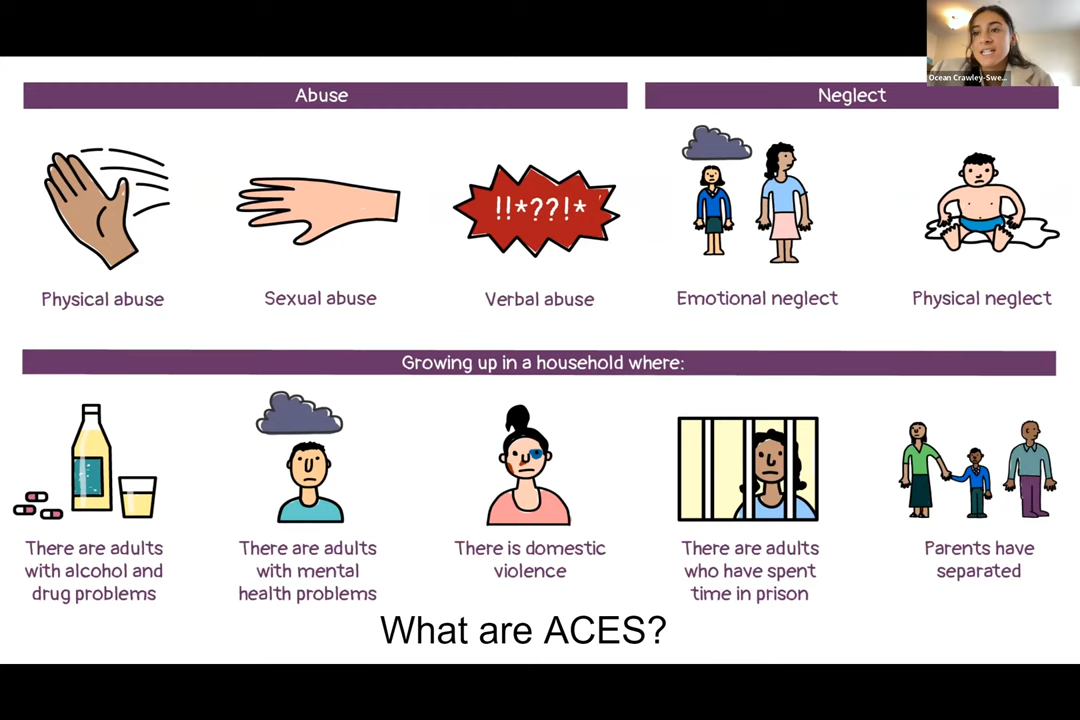 Ocean Crawley-Swe...
Abuse
Neglect
!!*??!*
Physical abuse
Sexual abuse
Verbal abuse
Emotional neglect
Physical neglect
Growing up in a household where:
There are adults
with alcohol and
drug problems
There are adults
with mental
health problems
There is domestic
violence
There are adults
who have spent
time in prison
Parents have
separated
What are ACES?